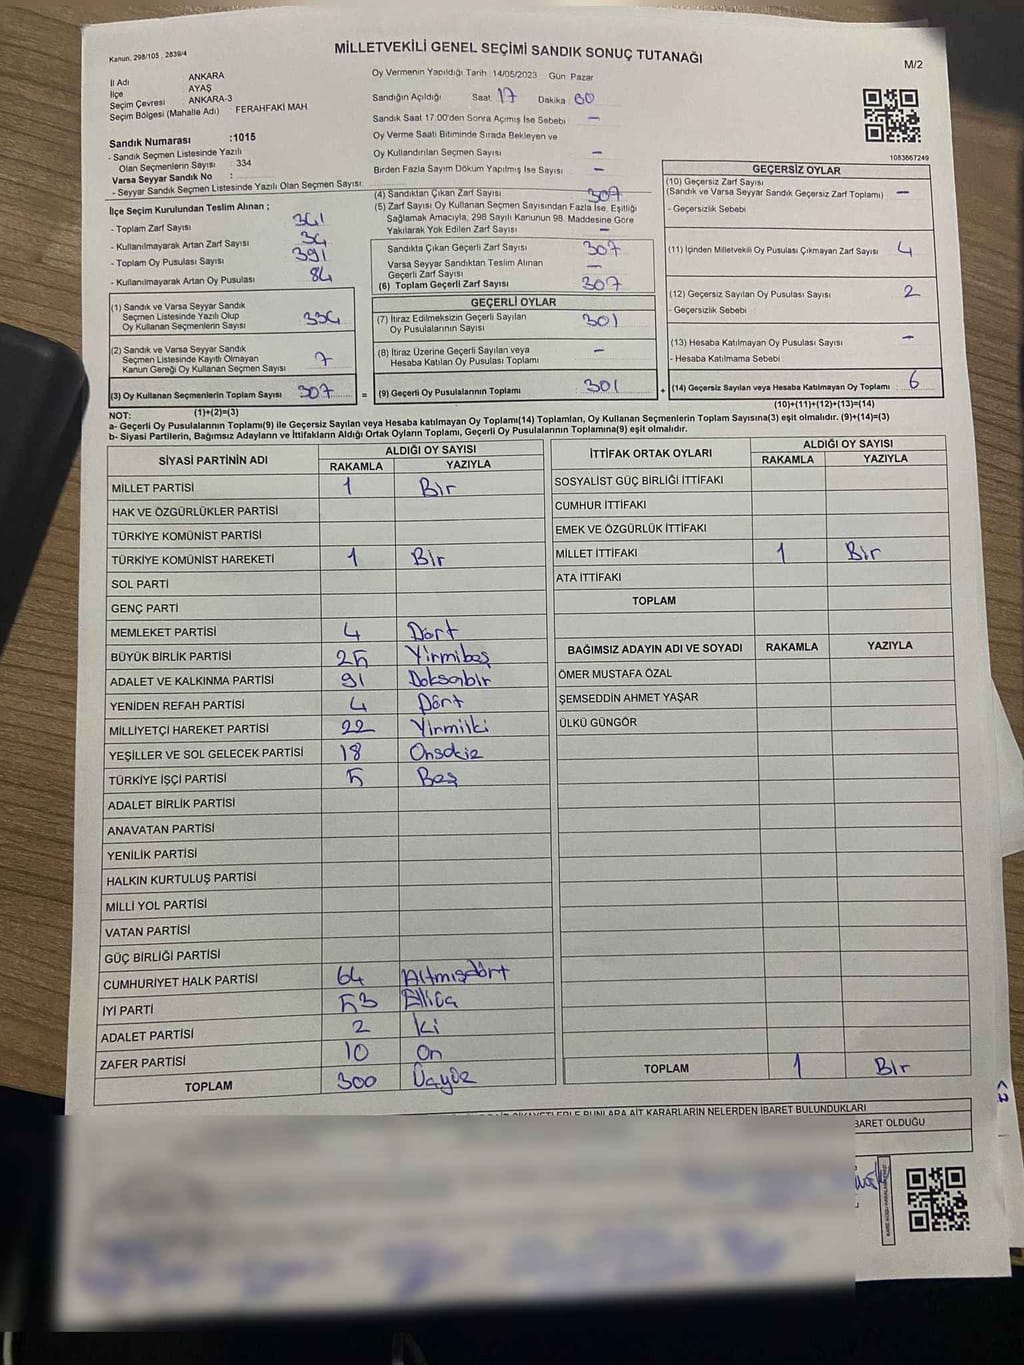 Kanun, 298/105, 2839/4
MİLLETVEKİLİ GENEL SEÇİMİ SANDIK SONUÇ TUTANAĞI
M/2
İl Adı ANKARA
İlçe AYAŞ
Seçim Çevresi ANKARA-3
Seçim Bölgesi (Mahalle Adı) FERAHFAKİ MAH.
Sandık Numarası :1015
- Sandık Seçmen Listesinde Yazılı
Olan Seçmenlerin Sayısı : 334
Varsa Seyyar Sandık No :
- Seyyar Sandık Seçmen Listesinde Yazılı Olan Seçmen Sayısı:
Oy Vermenin Yapıldığı Tarih :14/05/2023 Gün: Pazar
Sandığın Açıldığı Saat: 17 Dakika: 60
Sandık Saat 17.00'den Sonra Açılmış İse Sebebi: –
Oy Verme Saati Bitiminde Sırada Bekleyen ve
Oy Kullandırılan Seçmen Sayısı –
Birden Fazla Sayım Döküm Yapılmış İse Sayısı : –
1083667249
İlçe Seçim Kurulundan Teslim Alınan ;
- Toplam Zarf Sayısı 341
- Kullanılmayarak Artan Zarf Sayısı 34
- Toplam Oy Pusulası Sayısı 391
- Kullanılmayarak Artan Oy Pusulası 84
(1) Sandık ve Varsa Seyyar Sandık
Seçmen Listesinde Yazılı Olup
Oy Kullanan Seçmenlerin Sayısı 334
(2) Sandık ve Varsa Seyyar Sandık
Seçmen Listesinde Kayıtlı Olmayan
Kanun Gereği Oy Kullanan Seçmen Sayısı 7
(3) Oy Kullanan Seçmenlerin Toplam Sayısı 307 =
(1)+(2)=(3)
(4) Sandıktan Çıkan Zarf Sayısı 307
(5) Zarf Sayısı Oy Kullanan Seçmen Sayısından Fazla İse, Eşitliği
Sağlamak Amacıyla, 298 Sayılı Kanunun 98. Maddesine Göre
Yakılarak Yok Edilen Zarf Sayısı –
Sandıkta Çıkan Geçerli Zarf Sayısı 307
Varsa Seyyar Sandıktan Teslim Alınan
Geçerli Zarf Sayısı –
(6) Toplam Geçerli Zarf Sayısı 307
GEÇERLİ OYLAR
(7) İtiraz Edilmeksizin Geçerli Sayılan
Oy Pusulalarının Sayısı 301
(8) İtiraz Üzerine Geçerli Sayılan veya
Hesaba Katılan Oy Pusulası Toplamı –
(9) Geçerli Oy Pusulalarının Toplamı 301 +
GEÇERSİZ OYLAR
(10) Geçersiz Zarf Sayısı
(Sandık ve Varsa Seyyar Sandık Geçersiz Zarf Toplamı) –
- Geçersizlik Sebebi
(11) İçinden Milletvekili Oy Pusulası Çıkmayan Zarf Sayısı 4
(12) Geçersiz Sayılan Oy Pusulası Sayısı 2
- Geçersizlik Sebebi
(13) Hesaba Katılmayan Oy Pusulası Sayısı –
- Hesaba Katılmama Sebebi
(14) Geçersiz Sayılan veya Hesaba Katılmayan Oy Toplamı 6
(10)+(11)+(12)+(13)=(14)
NOT:
a- Geçerli Oy Pusulalarının Toplamı(9) ile Geçersiz Sayılan veya Hesaba katılmayan Oy Toplamı(14) Toplamları, Oy Kullanan Seçmenlerin Toplam Sayısına(3) eşit olmalıdır. (9)+(14)=(3)
b- Siyasi Partilerin, Bağımsız Adayların ve İttifakların Aldığı Ortak Oyların Toplamı, Geçerli Oy Pusulalarının Toplamına(9) eşit olmalıdır.
SİYASİ PARTİNİN ADI ALDIĞI OY SAYISI
RAKAMLA YAZIYLA
MİLLET PARTİSİ 1 Bir
HAK VE ÖZGÜRLÜKLER PARTİSİ
TÜRKİYE KOMÜNİST PARTİSİ
TÜRKİYE KOMÜNİST HAREKETİ 1 Bir
SOL PARTİ
GENÇ PARTİ
MEMLEKET PARTİSİ 4 Dört
BÜYÜK BİRLİK PARTİSİ 25 Yirmibeş
ADALET VE KALKINMA PARTİSİ 91 Doksanbir
YENİDEN REFAH PARTİSİ 4 Dört
MİLLİYETÇİ HAREKET PARTİSİ 22 Yirmiiki
YEŞİLLER VE SOL GELECEK PARTİSİ 18 Onsekiz
TÜRKİYE İŞÇİ PARTİSİ 5 Beş
ADALET BİRLİK PARTİSİ
ANAVATAN PARTİSİ
YENİLİK PARTİSİ
HALKIN KURTULUŞ PARTİSİ
MİLLİ YOL PARTİSİ
VATAN PARTİSİ
GÜÇ BİRLİĞİ PARTİSİ
CUMHURİYET HALK PARTİSİ 64 Altmışdört
İYİ PARTİ 53 Elliüç
ADALET PARTİSİ 2 İki
ZAFER PARTİSİ 10 On
TOPLAM 300 Üçyüz
İTTİFAK ORTAK OYLARI ALDIĞI OY SAYISI
RAKAMLA YAZIYLA
SOSYALİST GÜÇ BİRLİĞİ İTTİFAKI
CUMHUR İTTİFAKI
EMEK VE ÖZGÜRLÜK İTTİFAKI
MİLLET İTTİFAKI 1 Bir
ATA İTTİFAKI
TOPLAM
BAĞIMSIZ ADAYIN ADI VE SOYADI RAKAMLA YAZIYLA
ÖMER MUSTAFA ÖZAL
ŞEMSEDDİN AHMET YAŞAR
ÜLKÜ GÜNGÖR
TOPLAM 1 Bir
BUNLARA AİT KARARLARIN NELERDEN İBARET BULUNDUKLARI
BARET OLDUĞU